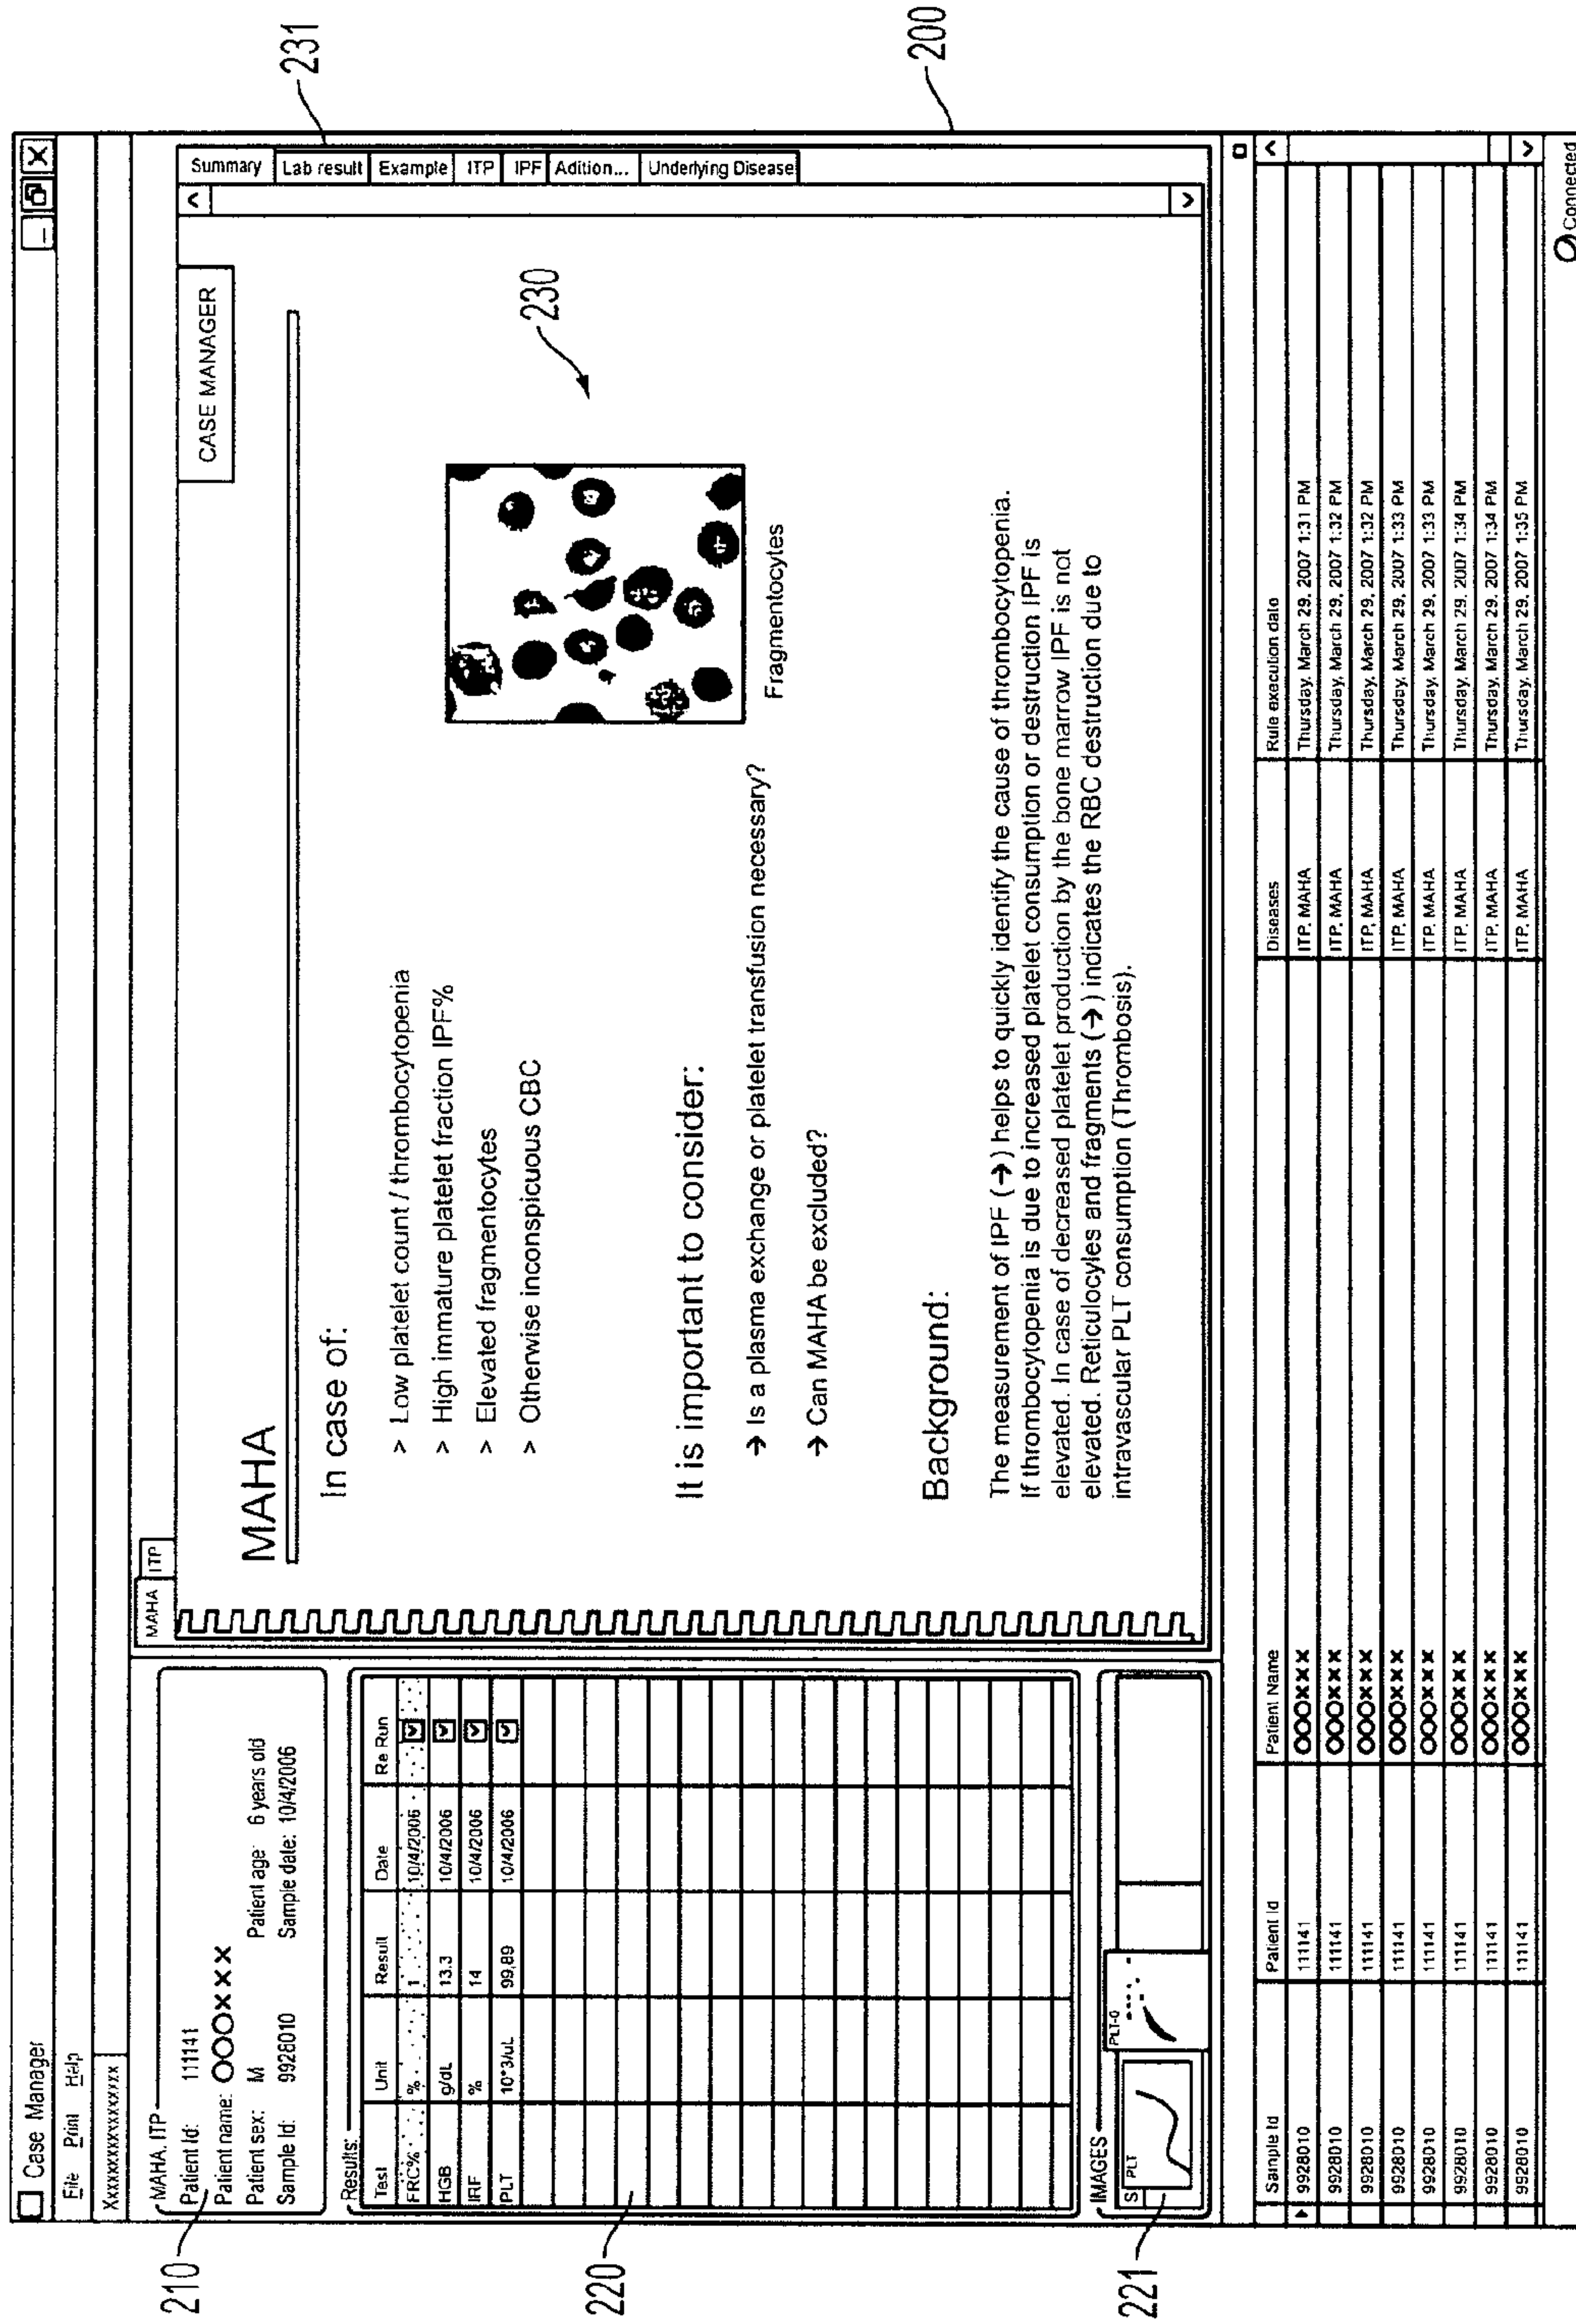 Case Manager
File Print Help
Xxxxxxxxxxxxxxxx
MAHA, ITP
Patient Id: 111141
Patient name: OOO×××
Patient sex: M Patient age: 6 years old
Sample Id: 9928010 Sample date: 10/4/2006
210
Results:
Test Unit Result Date Re Run
FRC% % 1 10/4/2006
HGB g/dL 13.3 10/4/2006
IRF % 14 10/4/2006
PLT 10*3/uL 99,89 10/4/2006
220
IMAGES
S PLT
PLT-O
221
MAHA ITP
CASE MANAGER
MAHA
In case of:
> Low platelet count / thrombocytopenia
> High immature platelet fraction IPF%
> Elevated fragmentocytes
> Otherwise inconspicuous CBC
Fragmentocytes
230
It is important to consider:
→ Is a plasma exchange or platelet transfusion necessary?
→ Can MAHA be excluded?
Background:
The measurement of IPF (→) helps to quickly identify the cause of thrombocytopenia.
If thrombocytopenia is due to increased platelet consumption or destruction IPF is
elevated. In case of decreased platelet production by the bone marrow IPF is not
elevated. Reticulocyles and fragments (→) indicates the RBC destruction due to
intravascular PLT consumption (Thrombosis).
Summary
Lab result
Example
ITP
IPF
Adition...
Underlying Disease
231
200
Sample Id Patient Id Patient Name Diseases Rule execution date
9928010 111141 OOO××× ITP, MAHA Thursday, March 29, 2007 1:31 PM
9928010 111141 OOO××× ITP, MAHA Thursday, March 29, 2007 1:32 PM
9928010 111141 OOO××× ITP, MAHA Thursday, March 29, 2007 1:32 PM
9928010 111141 OOO××× ITP, MAHA Thursday, March 29, 2007 1:33 PM
9928010 111141 OOO××× ITP, MAHA Thursday, March 29, 2007 1:33 PM
9928010 111141 OOO××× ITP, MAHA Thursday, March 29, 2007 1:34 PM
9928010 111141 OOO××× ITP, MAHA Thursday, March 29, 2007 1:34 PM
9928010 111141 OOO××× ITP, MAHA Thursday, March 29, 2007 1:35 PM
Connected